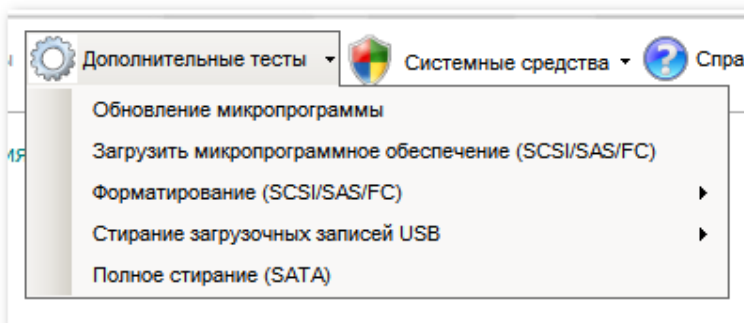 Дополнительные тесты Системные средства Спра
Обновление микропрограммы
Загрузить микропрограммное обеспечение (SCSI/SAS/FC)
Форматирование (SCSI/SAS/FC)
Стирание загрузочных записей USB
Полное стирание (SATA)